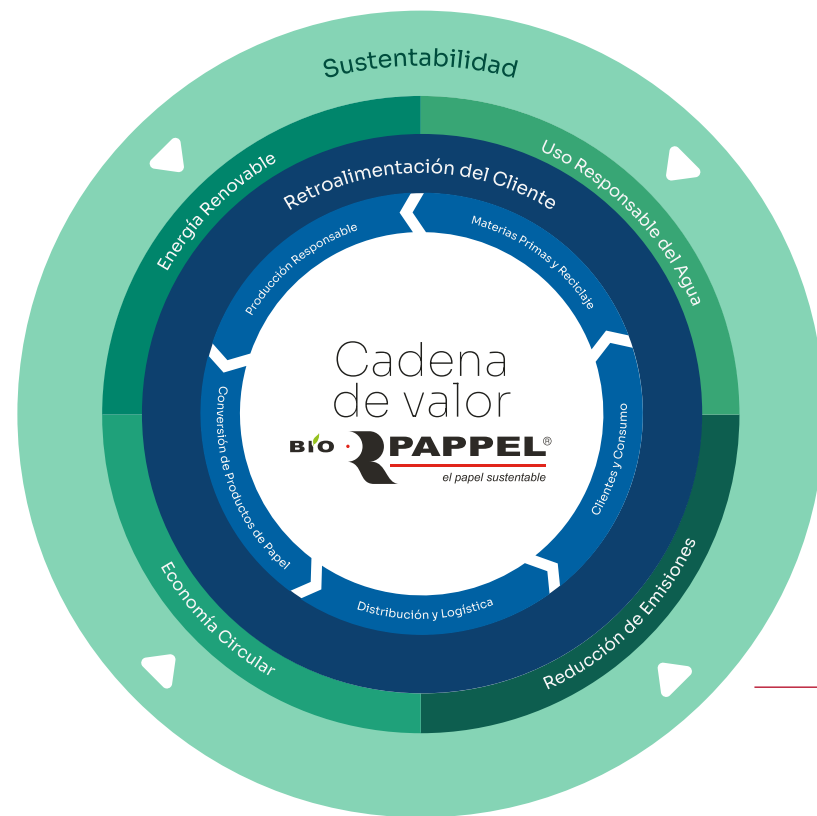 Sustentabilidad
Energía Renovable
Uso Responsable del Agua
Retroalimentación del Cliente
Producción Responsable
Materias Primas y Reciclaje
Cadena
de valor
BIO PAPPEL®
el papel sustentable
Conversión de Productos de Papel
Clientes y Consumo
Distribución y Logística
Economía Circular
Reducción de Emisiones